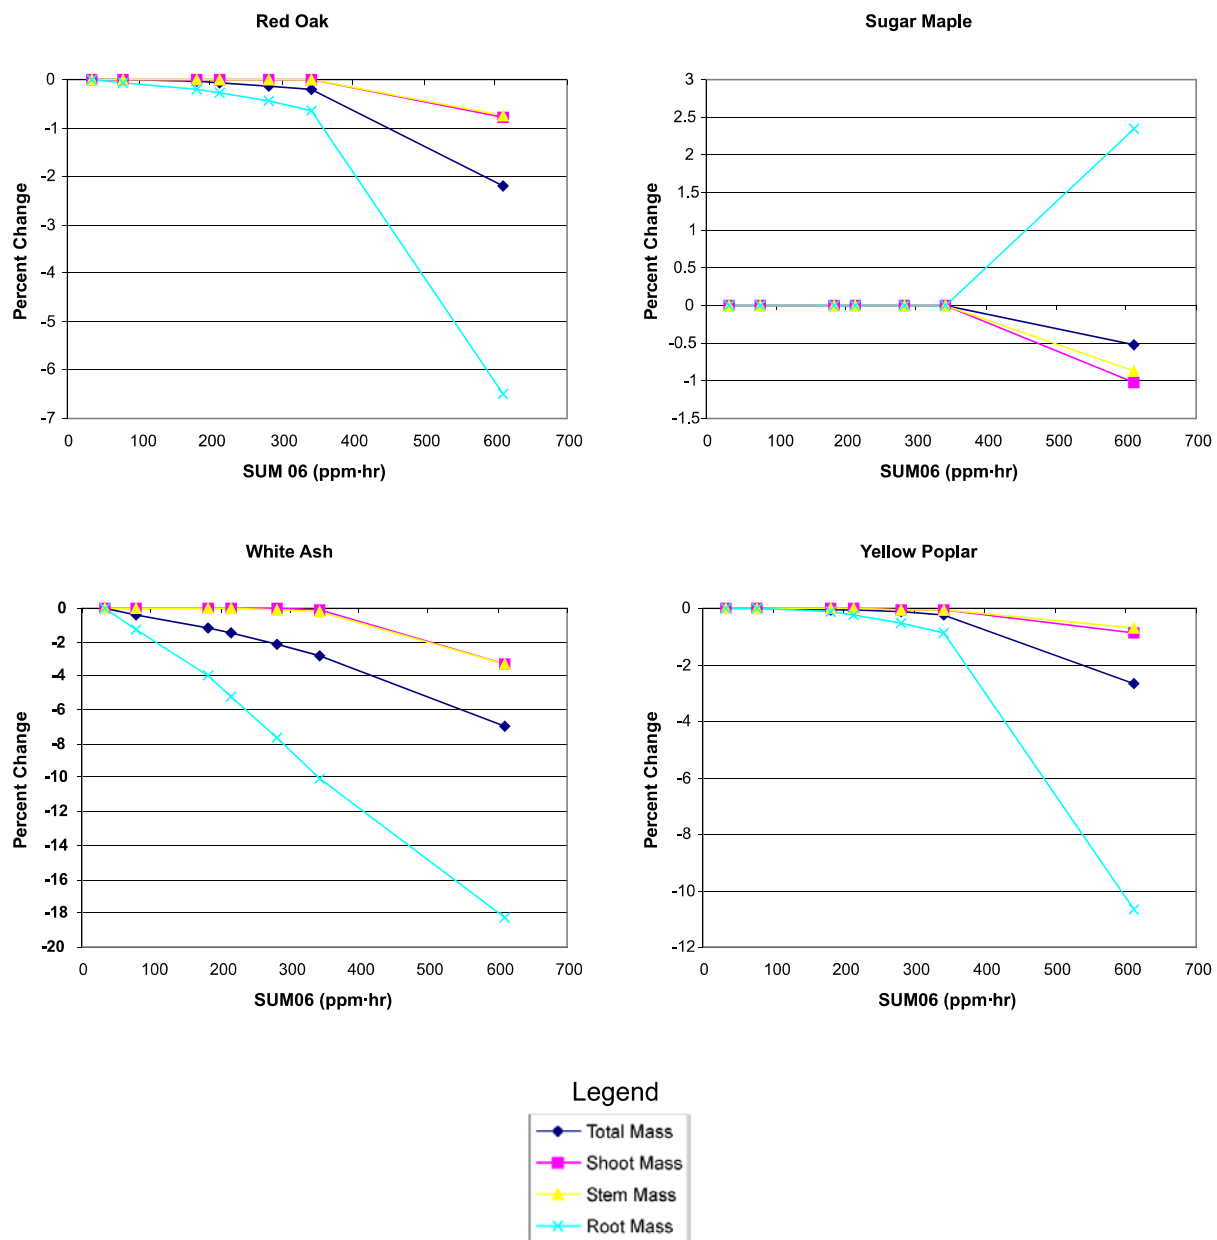 Red Oak
0
-1
-2
-3
-4
-5
-6
-7
Percent Change
0 100 200 300 400 500 600 700
SUM 06 (ppm·hr)
Sugar Maple
3
2.5
2
1.5
1
0.5
0
-0.5
-1
-1.5
Percent Change
0 100 200 300 400 500 600 700
SUM06 (ppm·hr)
White Ash
0
-2
-4
-6
-8
-10
-12
-14
-16
-18
-20
Percent Change
0 100 200 300 400 500 600 700
SUM06 (ppm·hr)
Yellow Poplar
0
-2
-4
-6
-8
-10
-12
Percent Change
0 100 200 300 400 500 600 700
SUM06 (ppm·hr)
Legend
Total Mass
Shoot Mass
Stem Mass
Root Mass